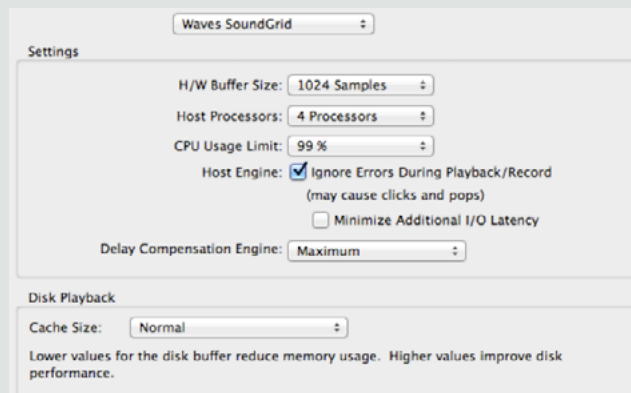 Waves SoundGrid
Settings
H/W Buffer Size: 1024 Samples
Host Processors: 4 Processors
CPU Usage Limit: 99 %
Host Engine: Ignore Errors During Playback/Record
(may cause clicks and pops)
Minimize Additional I/O Latency
Delay Compensation Engine: Maximum
Disk Playback
Cache Size: Normal
Lower values for the disk buffer reduce memory usage. Higher values improve disk
performance.